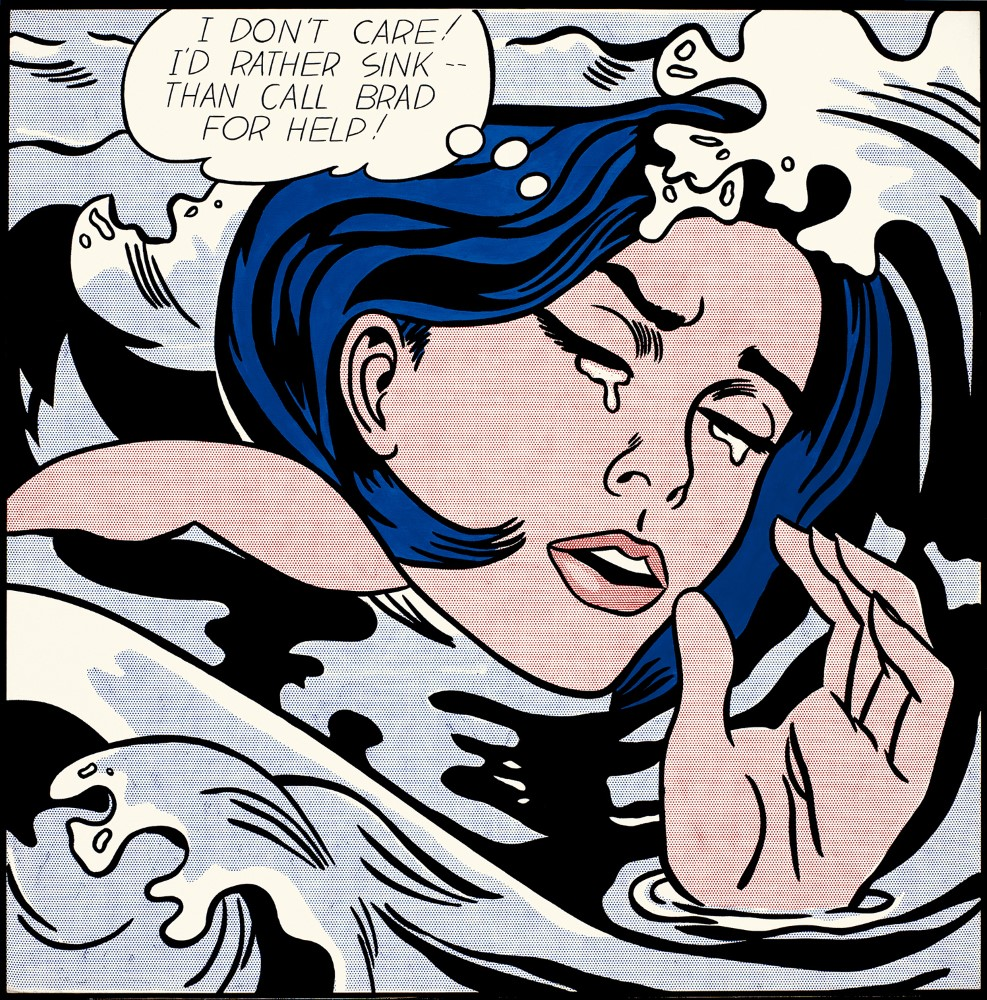 I DON'T CARE!
I'D RATHER SINK --
THAN CALL BRAD
FOR HELP!